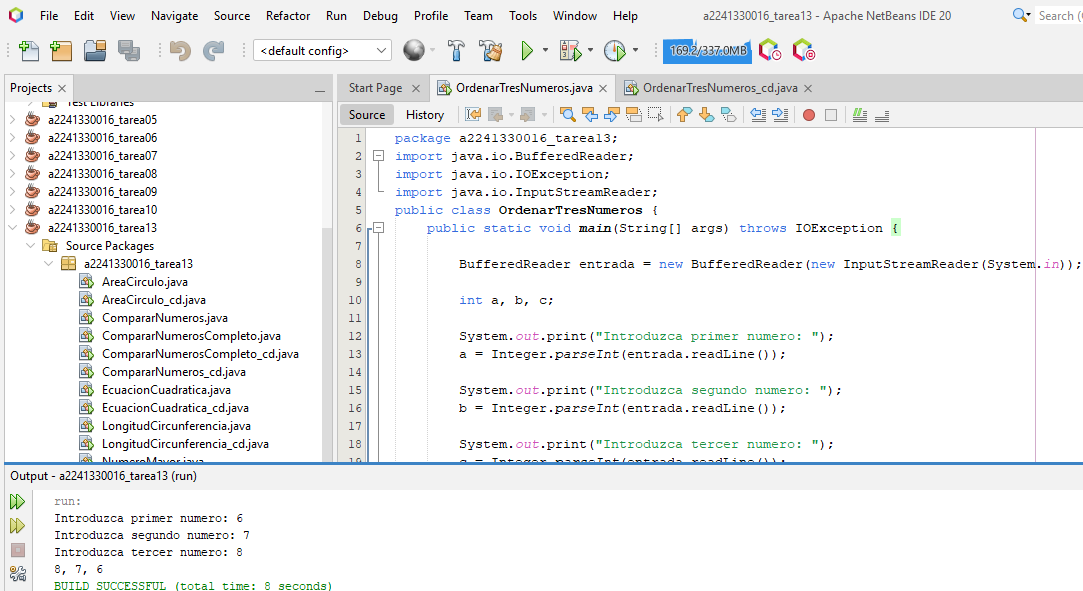 File Edit View Navigate Source Refactor Run Debug Profile Team Tools Window Help a2241330016_tarea13 - Apache NetBeans IDE 20 Search (
<default config> 169.2/337.0MB
Projects
Test Libraries
a2241330016_tarea05
a2241330016_tarea06
a2241330016_tarea07
a2241330016_tarea08
a2241330016_tarea09
a2241330016_tarea10
a2241330016_tarea13
Source Packages
a2241330016_tarea13
AreaCirculo.java
AreaCirculo_cd.java
CompararNumeros.java
CompararNumerosCompleto.java
CompararNumerosCompleto_cd.java
CompararNumeros_cd.java
EcuacionCuadratica.java
EcuacionCuadratica_cd.java
LongitudCircunferencia.java
LongitudCircunferencia_cd.java
NumeroMayor.java
Start Page OrdenarTresNumeros.java OrdenarTresNumeros_cd.java
Source History
1 package a2241330016_tarea13;
2 import java.io.BufferedReader;
3 import java.io.IOException;
4 import java.io.InputStreamReader;
5 public class OrdenarTresNumeros {
6 public static void main(String[] args) throws IOException {
7
8 BufferedReader entrada = new BufferedReader(new InputStreamReader(System.in));
9
10 int a, b, c;
11
12 System.out.print("Introduzca primer numero: ");
13 a = Integer.parseInt(entrada.readLine());
14
15 System.out.print("Introduzca segundo numero: ");
16 b = Integer.parseInt(entrada.readLine());
17
18 System.out.print("Introduzca tercer numero: ");
19 c = Integer.parseInt(entrada.readLine());
Output - a2241330016_tarea13 (run)
run:
Introduzca primer numero: 6
Introduzca segundo numero: 7
Introduzca tercer numero: 8
8, 7, 6
BUILD SUCCESSFUL (total time: 8 seconds)